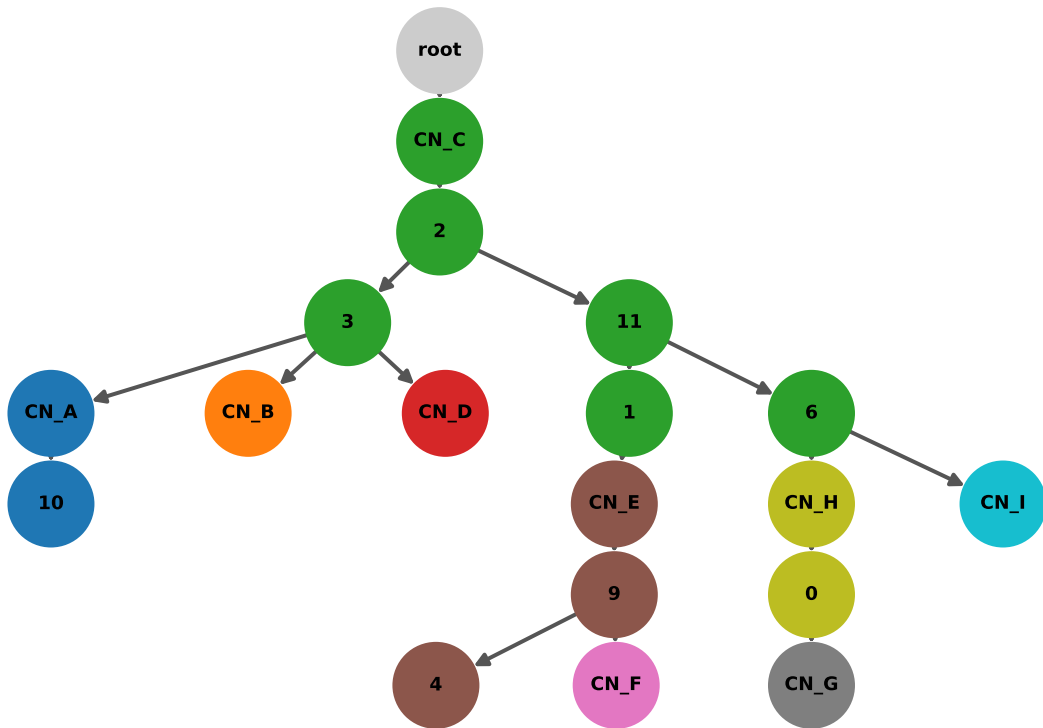 root
CN_C
2
3
11
CN_A
CN_B
CN_D
1
6
10
CN_E
CN_H
CN_I
9
0
4
CN_F
CN_G